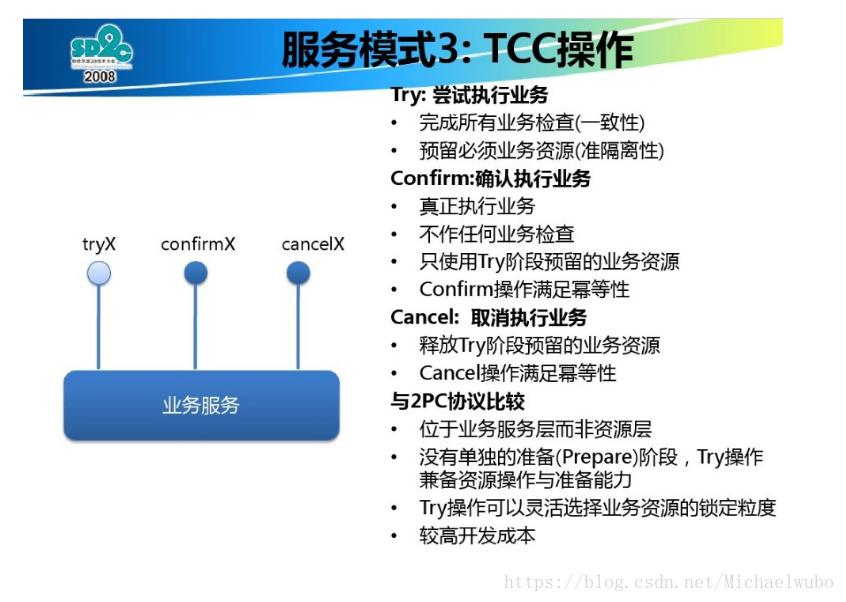 SD2C
2008
服务模式3: TCC操作
Try: 尝试执行业务
• 完成所有业务检查(一致性)
• 预留必须业务资源(准隔离性)
Confirm:确认执行业务
• 真正执行业务
• 不作任何业务检查
• 只使用Try阶段预留的业务资源
• Confirm操作满足幂等性
Cancel: 取消执行业务
• 释放Try阶段预留的业务资源
• Cancel操作满足幂等性
与2PC协议比较
• 位于业务服务层而非资源层
• 没有单独的准备(Prepare)阶段，Try操作
兼备资源操作与准备能力
• Try操作可以灵活选择业务资源的锁定粒度
• 较高开发成本
tryX confirmX cancelX
业务服务
https://blog.csdn.net/Michaelwubo